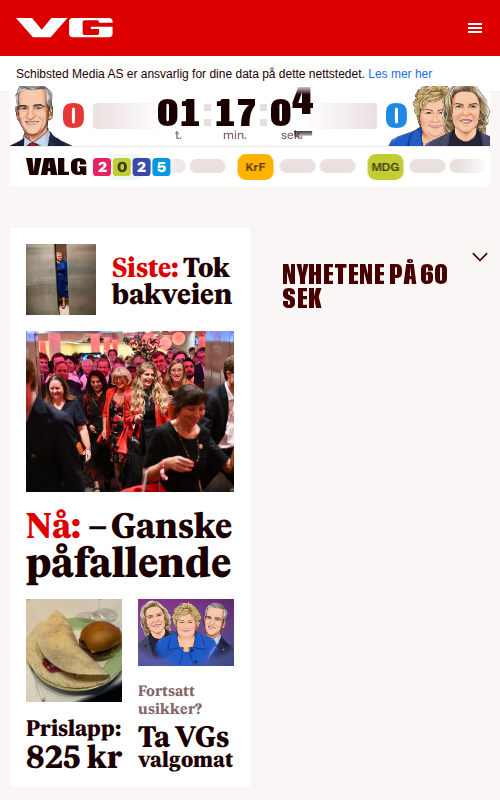 VG
Schibsted Media AS er ansvarlig for dine data på dette nettstedet. Les mer her
0 01:17:04 0
t. min. sek.
VALG 2025 KrF MDG
Siste: Tok
bakveien
NYHETENE PÅ 60
SEK
Nå: – Ganske
påfallende
Prislapp:
825 kr
Fortsatt
usikker?
Ta VGs
valgomat